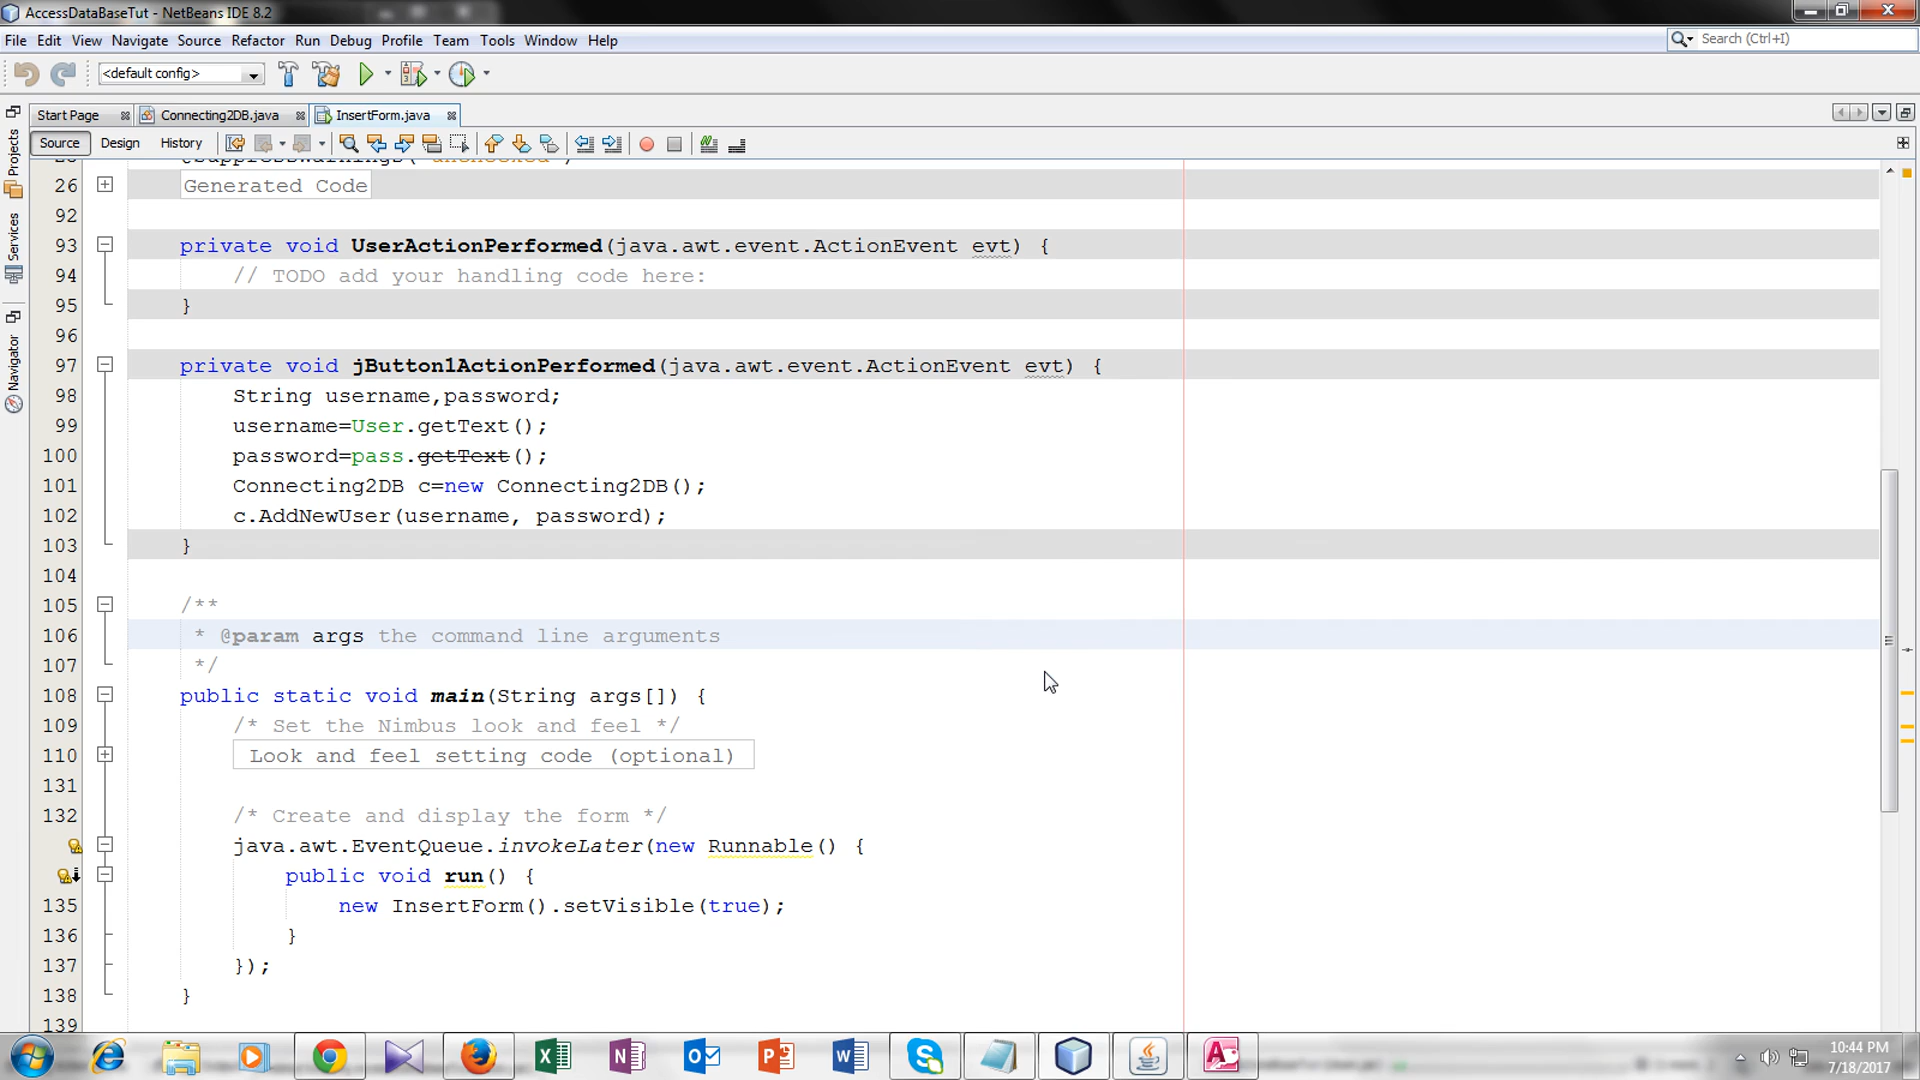 AccessDataBaseTut - NetBeans IDE 8.2
File Edit View Navigate Source Refactor Run Debug Profile Team Tools Window Help
Search (Ctrl+I)
<default config>
Start Page Connecting2DB.java InsertForm.java
Source Design History
Projects
Services
Navigator
26 Generated Code
92
93 private void UserActionPerformed(java.awt.event.ActionEvent evt) {
94 // TODO add your handling code here:
95 }
96
97 private void jButton1ActionPerformed(java.awt.event.ActionEvent evt) {
98 String username,password;
99 username=User.getText();
100 password=pass.getText();
101 Connecting2DB c=new Connecting2DB();
102 c.AddNewUser(username, password);
103 }
104
105 /**
106 * @param args the command line arguments
107 */
108 public static void main(String args[]) {
109 /* Set the Nimbus look and feel */
110 Look and feel setting code (optional)
131
132 /* Create and display the form */
java.awt.EventQueue.invokeLater(new Runnable() {
public void run() {
135 new InsertForm().setVisible(true);
136 }
137 });
138 }
139
10:44 PM
7/18/2017